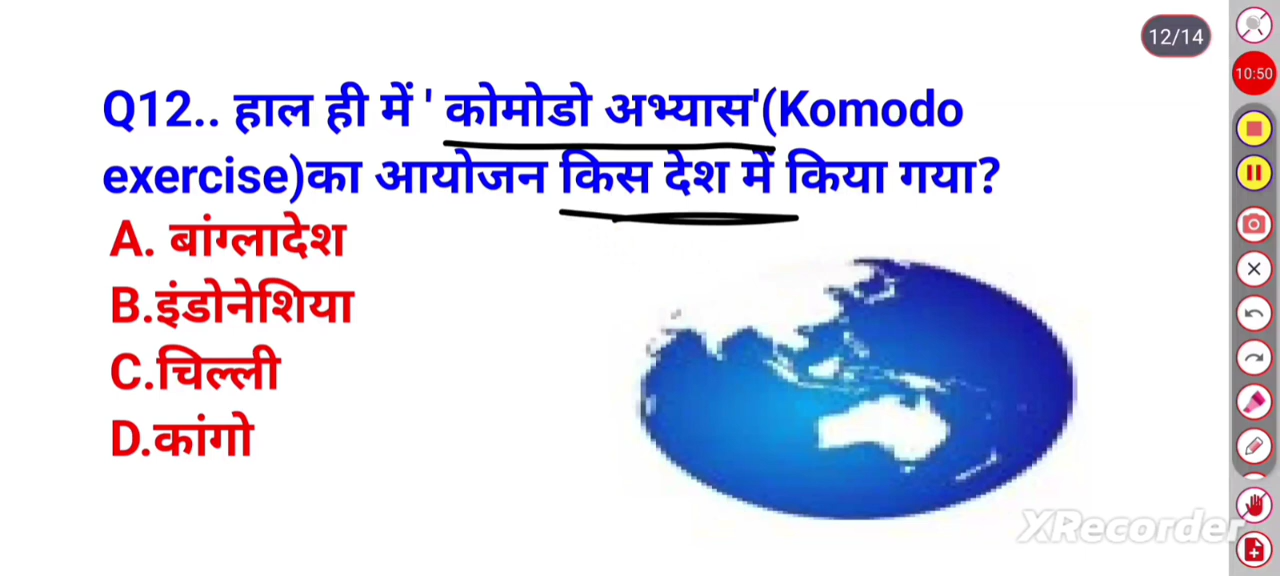 12/14
10:50
Q12.. हाल ही में ' कोमोडो अभ्यास'(Komodo
exercise)का आयोजन किस देश में किया गया?
A. बांग्लादेश
B.इंडोनेशिया
C.चिल्ली
D.कांगो
XRecorder